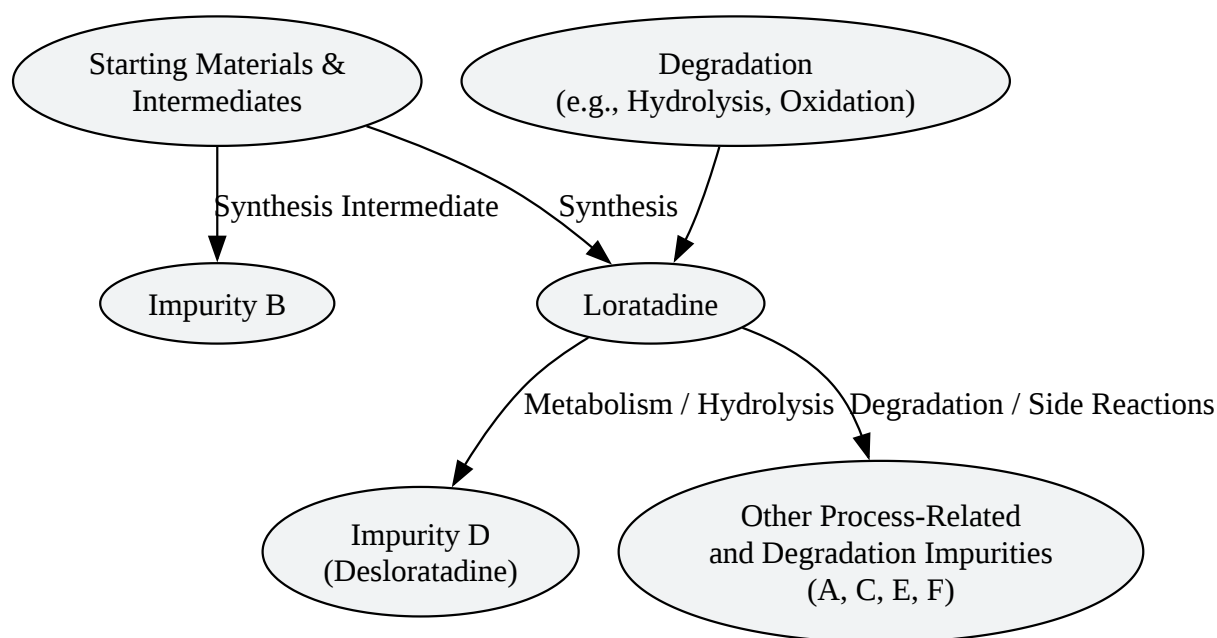 Starting Materials &
Intermediates
Degradation
(e.g., Hydrolysis, Oxidation)
Synthesis Intermediate
Synthesis
Impurity B
Loratadine
Metabolism / Hydrolysis
Degradation / Side Reactions
Impurity D
(Desloratadine)
Other Process-Related
and Degradation Impurities
(A, C, E, F)